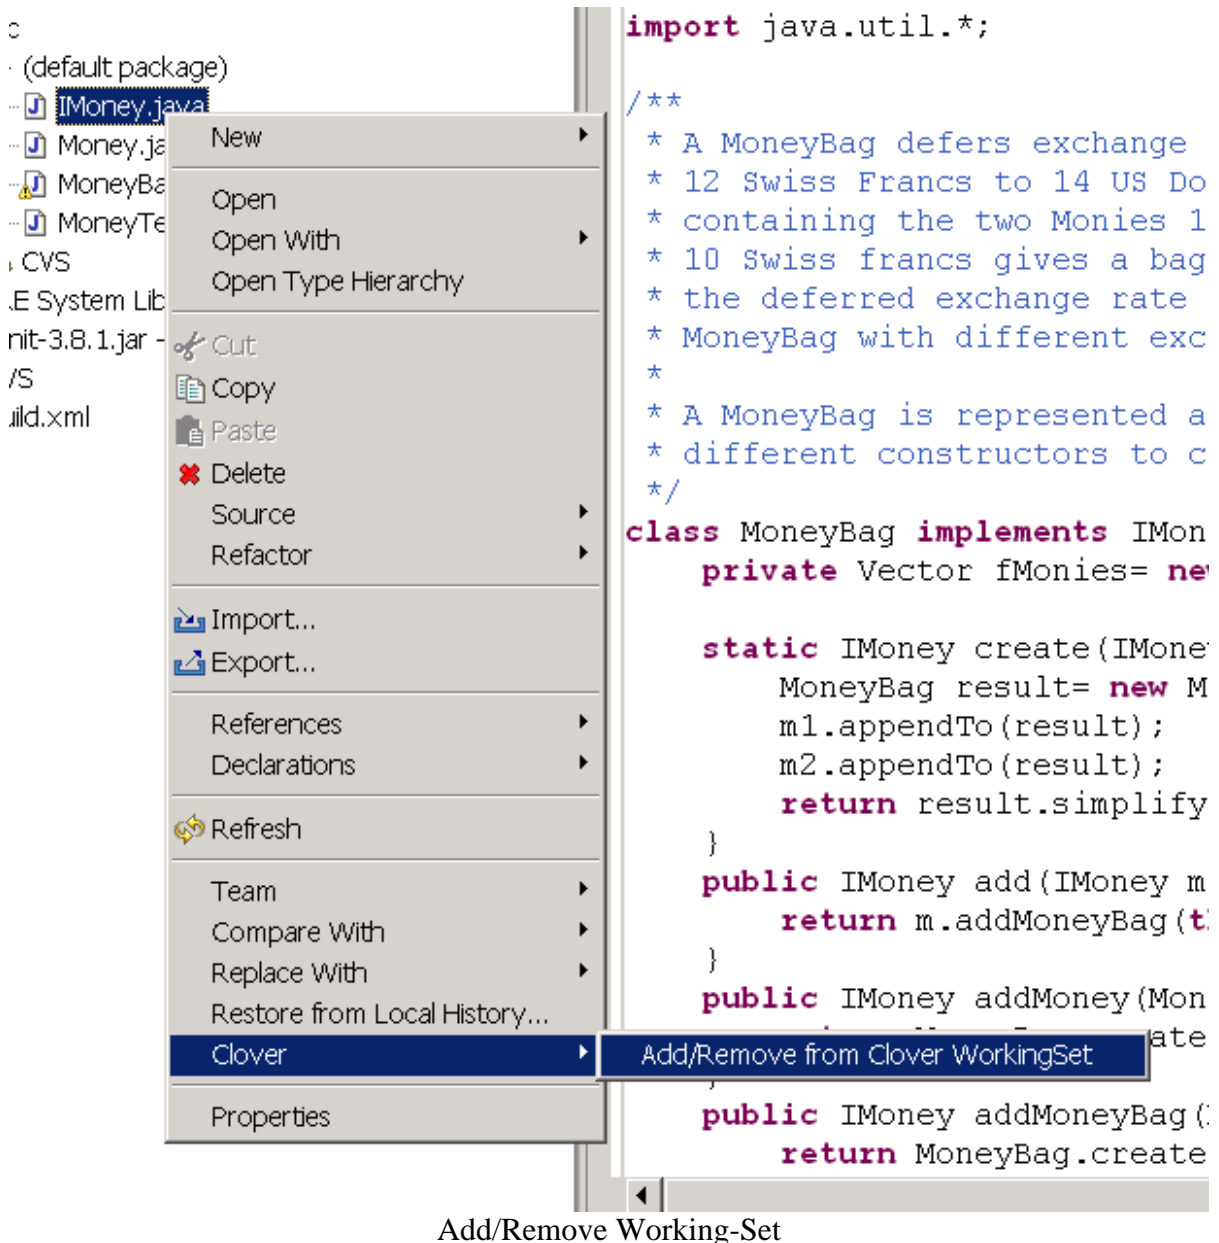 c
(default package)
IMoney.java
Money.ja
MoneyBa
MoneyTe
CVS
E System Lib
nit-3.8.1.jar -
VS
uild.xml
New
Open
Open With
Open Type Hierarchy
Cut
Copy
Paste
Delete
Source
Refactor
Import...
Export...
References
Declarations
Refresh
Team
Compare With
Replace With
Restore from Local History...
Clover
Properties
Add/Remove from Clover WorkingSet
import java.util.*;
/**
* A MoneyBag defers exchange
* 12 Swiss Francs to 14 US Do
* containing the two Monies 1
* 10 Swiss francs gives a bag
* the deferred exchange rate
* MoneyBag with different exc
*
* A MoneyBag is represented a
* different constructors to c
*/
class MoneyBag implements IMon
private Vector fMonies= new
static IMoney create(IMoney
MoneyBag result= new M
m1.appendTo(result);
m2.appendTo(result);
return result.simplify
}
public IMoney add(IMoney m
return m.addMoneyBag(th
}
public IMoney addMoney(Mon
ate
}
public IMoney addMoneyBag(
return MoneyBag.create
Add/Remove Working-Set